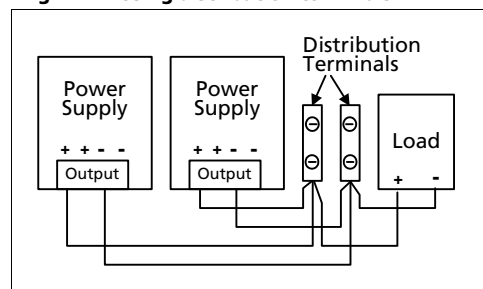 Distribution
Terminals
Power
Supply
+ + - -
Output
Power
Supply
+ + - -
Output
Load
+ -